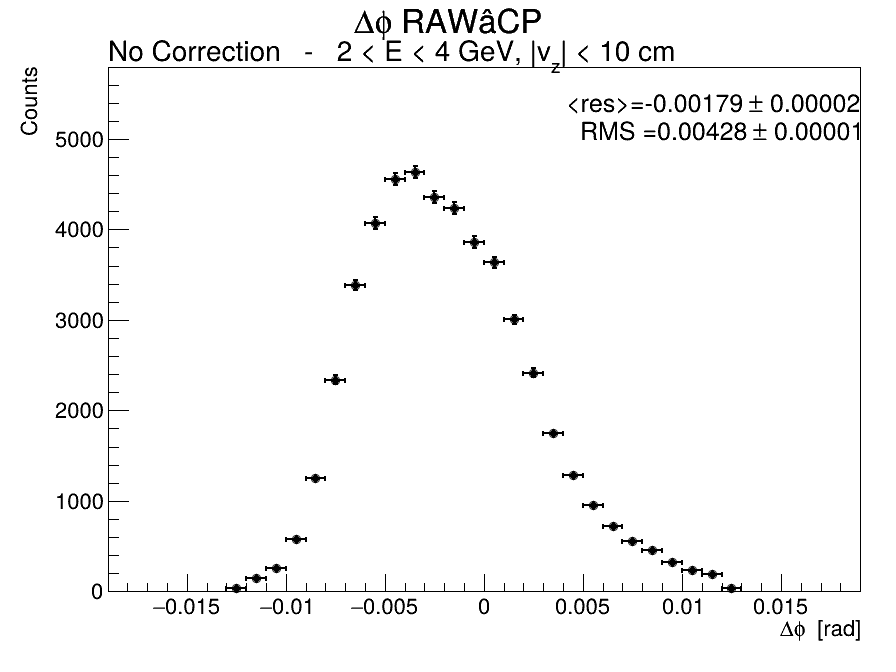 Δϕ RAWâCP
No Correction - 2 < E < 4 GeV, |v_z| < 10 cm
Counts
<res>=-0.00179 ± 0.00002
RMS =0.00428 ± 0.00001
5000
4000
3000
2000
1000
0
−0.015 −0.01 −0.005 0 0.005 0.01 0.015
Δϕ [rad]